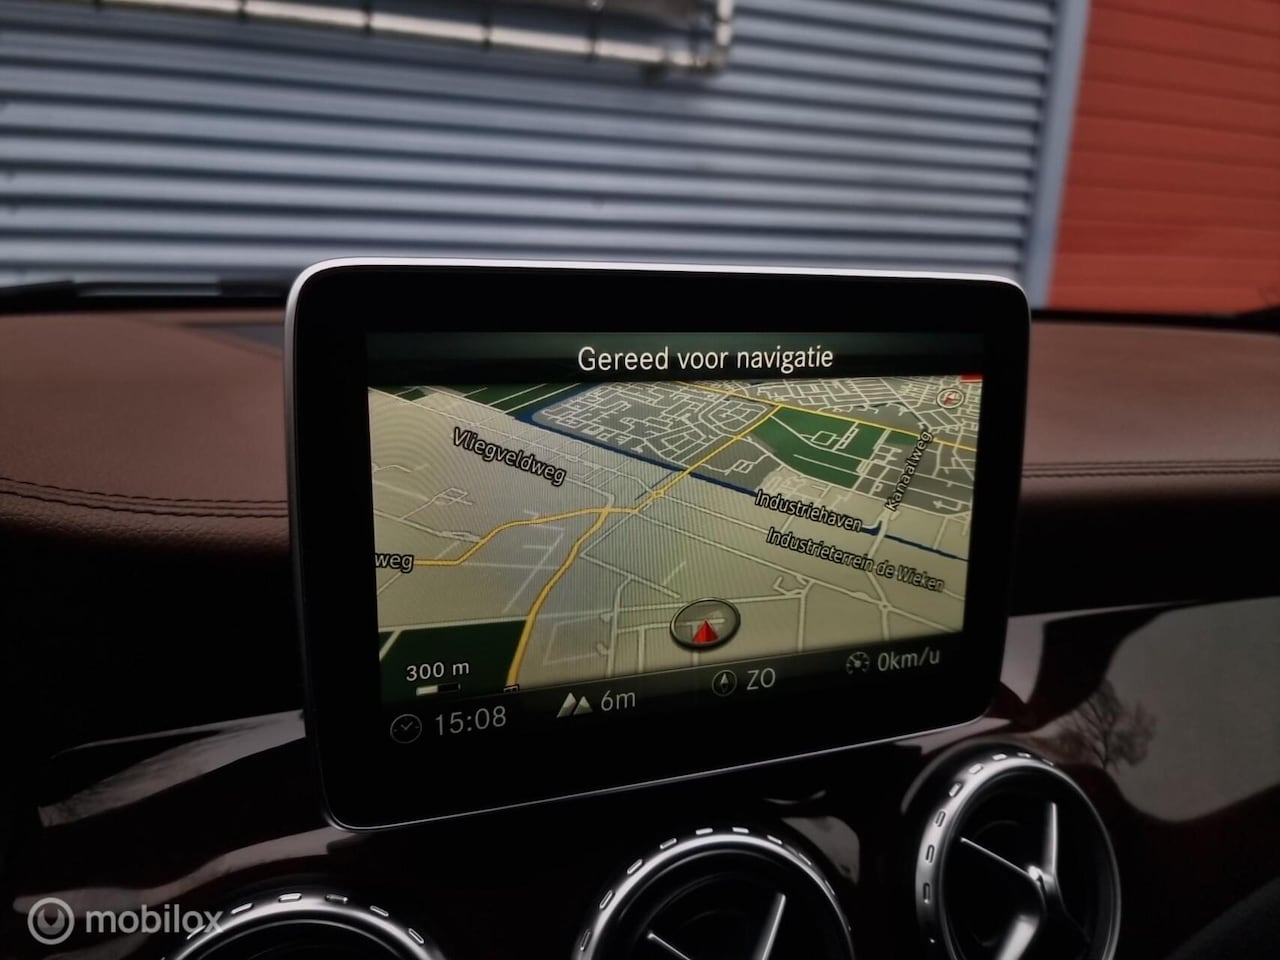 Gereed voor navigatie
Vliegveldweg
Kanaalweg
Industriehaven
Industrieterrein de Wieken
weg
300 m
15:08
6m
ZO
0km/u
mobilox